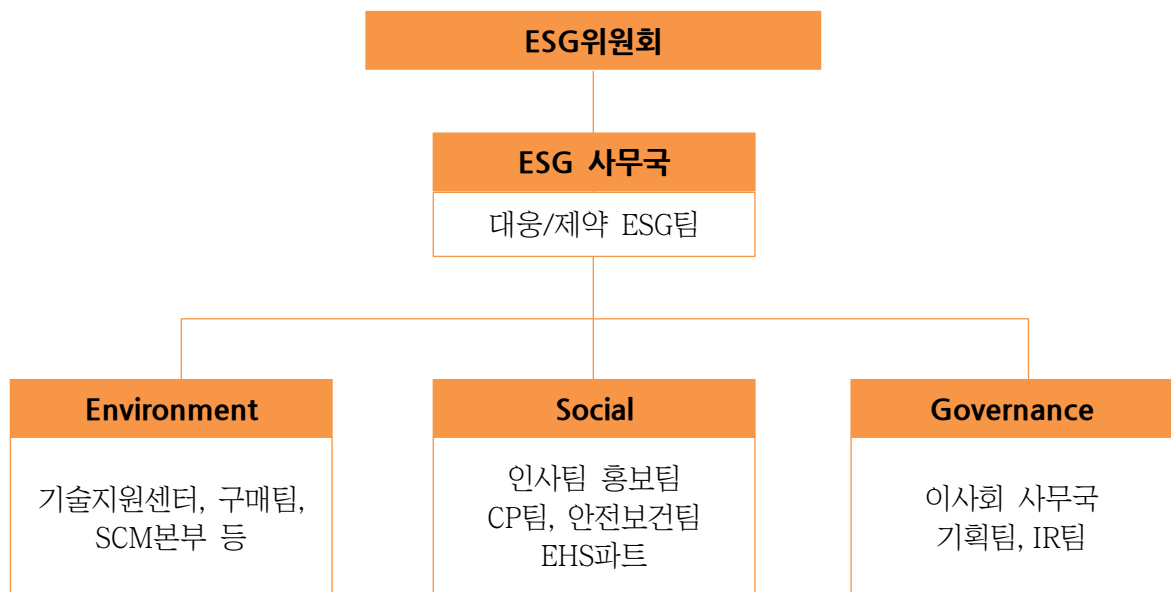 ESG위원회
ESG 사무국
대웅/제약 ESG팀
Environment
기술지원센터, 구매팀,
SCM본부 등
Social
인사팀 홍보팀
CP팀, 안전보건팀
EHS파트
Governance
이사회 사무국
기획팀, IR팀